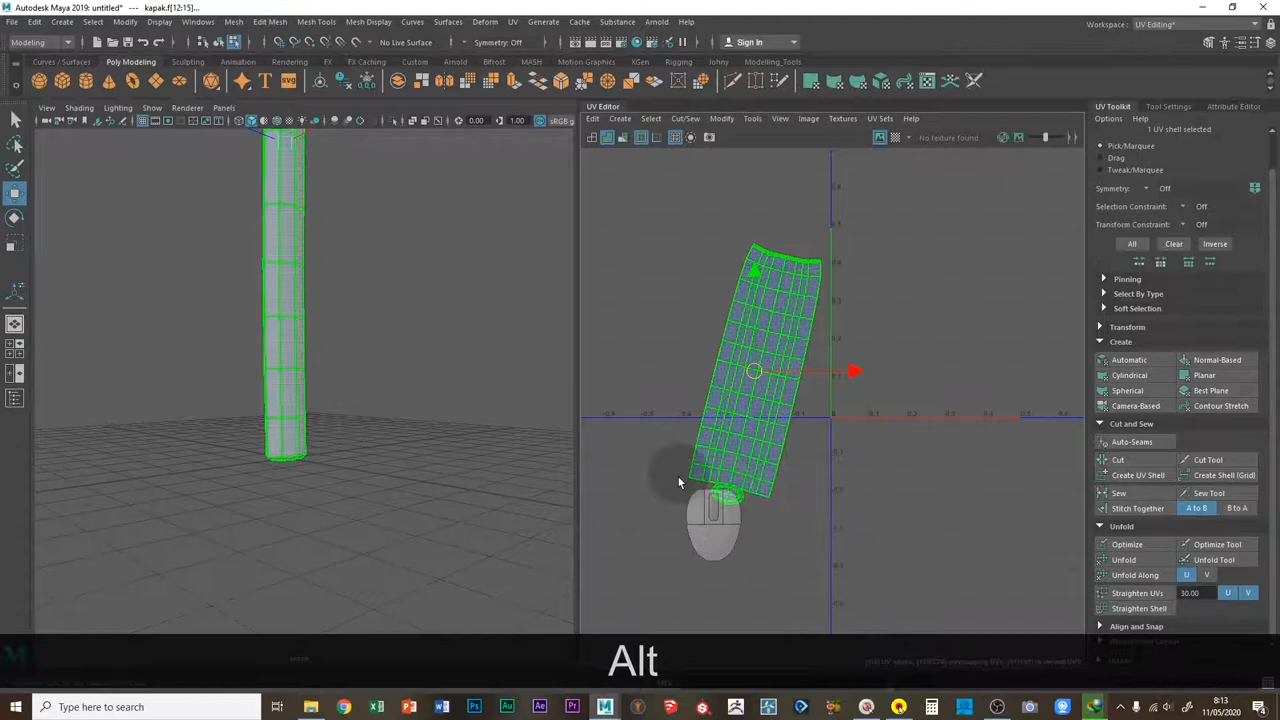 Autodesk Maya 2019: untitled* --- kapak.f[12:15]...
File Edit Create Select Modify Display Windows Mesh Edit Mesh Mesh Tools Mesh Display Curves Surfaces Deform UV Generate Cache Substance Arnold Help
Workspace: UV Editing*
Modeling No Live Surface Symmetry: Off Sign In
Curves / Surfaces Poly Modeling Sculpting Animation Rendering FX FX Caching Custom Arnold Bifrost MASH Motion Graphics XGen Rigging Johny Modelling_Tools
View Shading Lighting Show Renderer Panels
UV Editor
UV Toolkit Tool Settings Attribute Editor
0.00 1.00 sRGB g
Edit Create Select Cut/Sew Modify Tools View Image Textures UV Sets Help
Options Help
No texture found.
1 UV shell selected
Pick/Marquee
Drag
Tweak/Marquee
Symmetry: Off
Selection Constraint: Off
Transform Constraint: Off
All Clear Inverse
Pinning
Select By Type
Soft Selection
Transform
Create
Automatic Normal-Based
Cylindrical Planar
Spherical Best Plane
Camera-Based Contour Stretch
Cut and Sew
Auto-Seams
Cut Cut Tool
Create UV Shell Create Shell (Grid)
Sew Sew Tool
Stitch Together A to B B to A
Unfold
Optimize Optimize Tool
Unfold Unfold Tool
Unfold Along U V
Straighten UVs 30.00 U V
Straighten Shell
Align and Snap
persp
Alt
Type here to search
8:13
11/05/2020